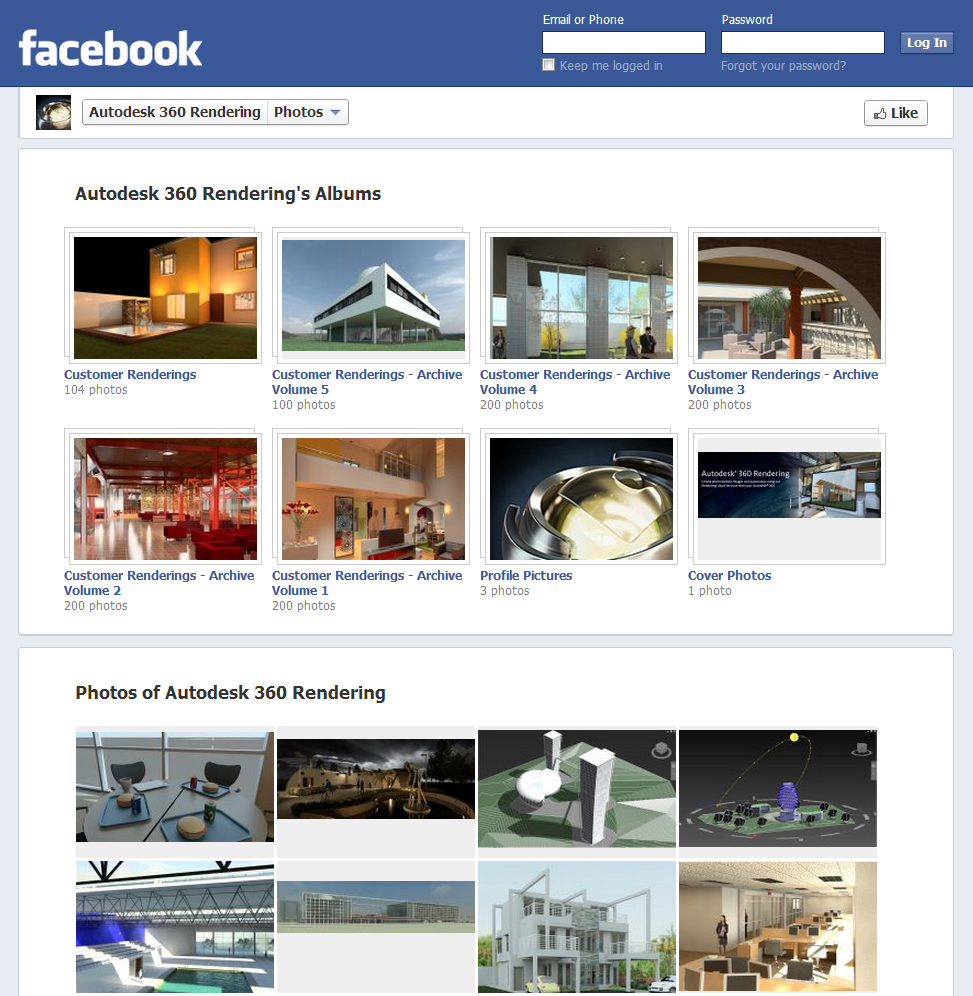 facebook
Email or Phone
Password
Log In
Keep me logged in
Forgot your password?
Autodesk 360 Rendering
Photos
Like
Autodesk 360 Rendering's Albums
Customer Renderings
104 photos
Customer Renderings - Archive
Volume 5
100 photos
Customer Renderings - Archive
Volume 4
200 photos
Customer Renderings - Archive
Volume 3
200 photos
Autodesk® 360 Rendering
Customer Renderings - Archive
Volume 2
200 photos
Customer Renderings - Archive
Volume 1
200 photos
Profile Pictures
3 photos
Cover Photos
1 photo
Photos of Autodesk 360 Rendering